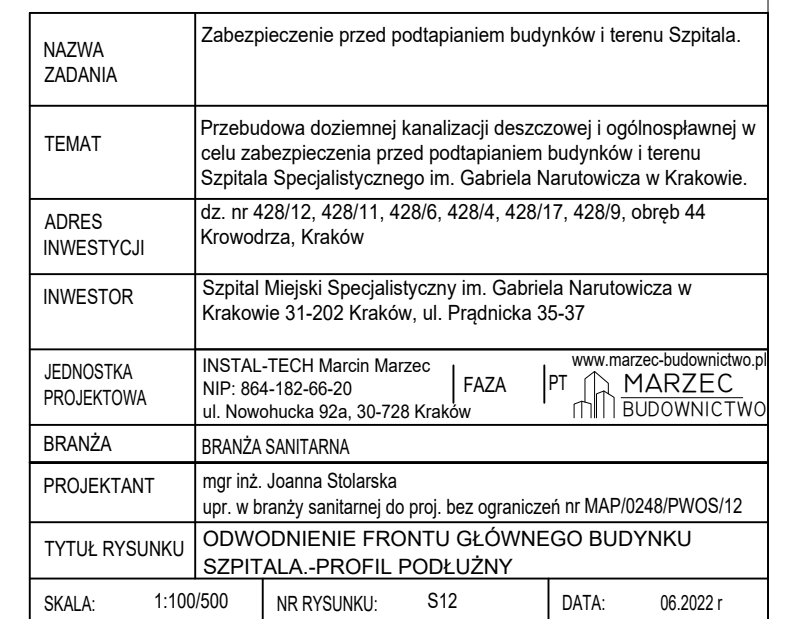 NAZWA
ZADANIA
Zabezpieczenie przed podtapianiem budynków i terenu Szpitala.
TEMAT
Przebudowa doziemnej kanalizacji deszczowej i ogólnospławnej w
celu zabezpieczenia przed podtapianiem budynków i terenu
Szpitala Specjalistycznego im. Gabriela Narutowicza w Krakowie.
ADRES
INWESTYCJI
dz. nr 428/12, 428/11, 428/6, 428/4, 428/17, 428/9, obręb 44
Krowodrza, Kraków
INWESTOR
Szpital Miejski Specjalistyczny im. Gabriela Narutowicza w
Krakowie 31-202 Kraków, ul. Prądnicka 35-37
JEDNOSTKA
PROJEKTOWA
INSTAL-TECH Marcin Marzec
NIP: 864-182-66-20
ul. Nowohucka 92a, 30-728 Kraków
FAZA
PT
www.marzec-budownictwo.pl
MARZEC
BUDOWNICTWO
BRANŻA
BRANŻA SANITARNA
PROJEKTANT
mgr inż. Joanna Stolarska
upr. w branży sanitarnej do proj. bez ograniczeń nr MAP/0248/PWOS/12
TYTUŁ RYSUNKU
ODWODNIENIE FRONTU GŁÓWNEGO BUDYNKU
SZPITALA.-PROFIL PODŁUŻNY
SKALA: 1:100/500
NR RYSUNKU: S12
DATA: 06.2022 r